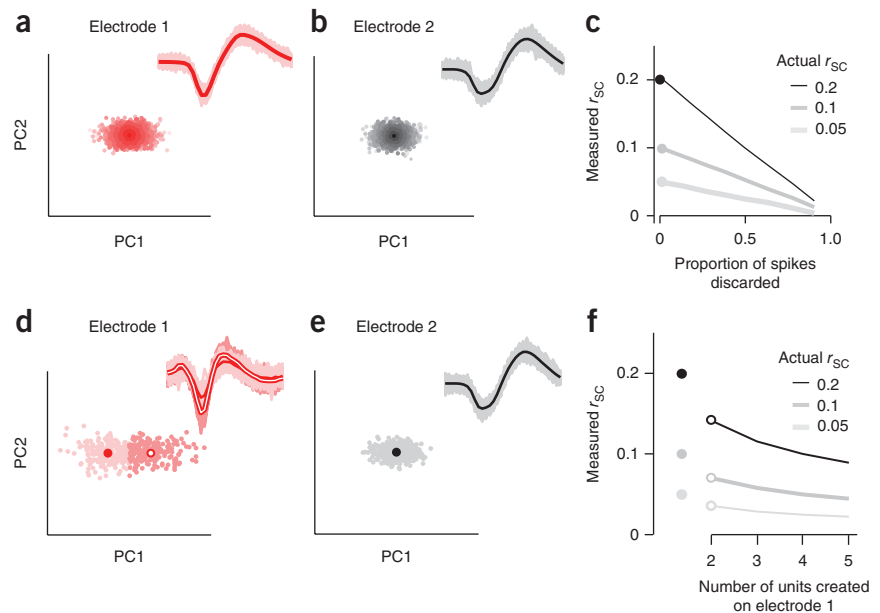 a
Electrode 1
PC2
PC1
b
Electrode 2
PC1
c
Actual rSC
0.2
0.1
0.05
Measured rSC
0.2
0.1
0
0
0.5
1.0
Proportion of spikes
discarded
d
Electrode 1
PC2
PC1
e
Electrode 2
PC1
f
Actual rSC
0.2
0.1
0.05
Measured rSC
0.2
0.1
0
2
3
4
5
Number of units created
on electrode 1